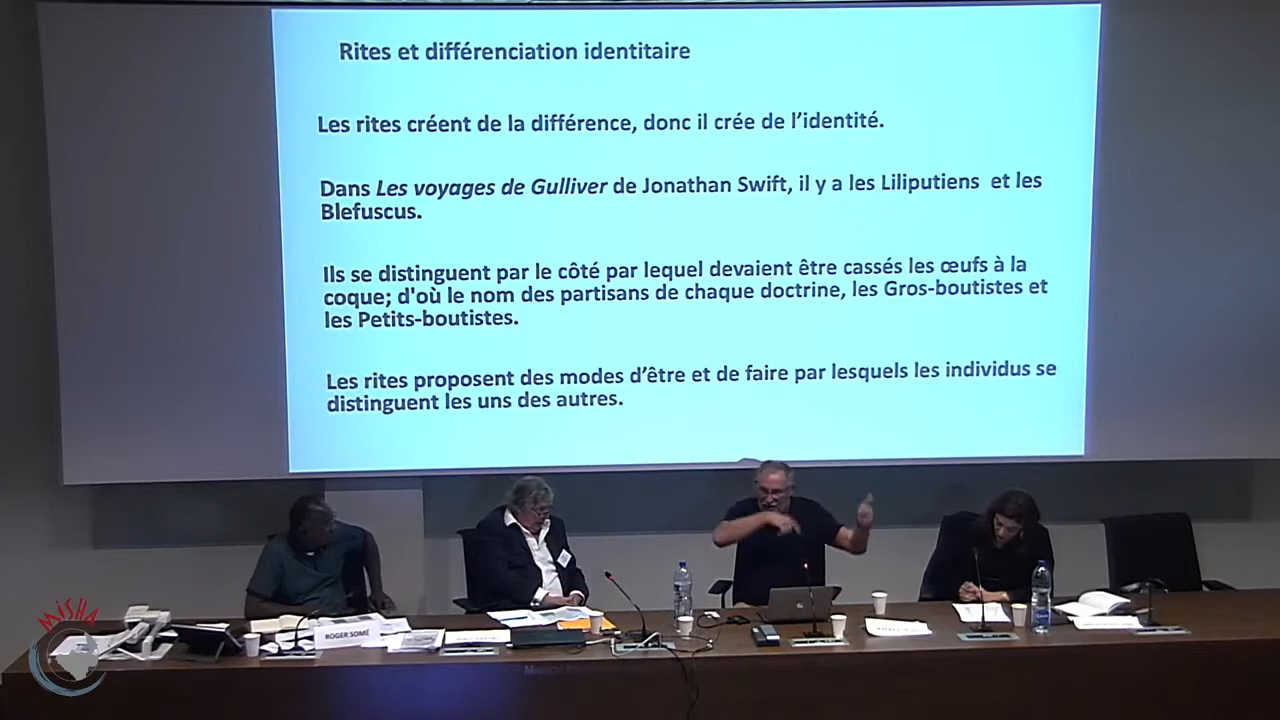 Rites et différenciation identitaire
Les rites créent de la différence, donc il crée de l'identité.
Dans Les voyages de Gulliver de Jonathan Swift, il y a les Liliputiens et les
Blefuscus.
Ils se distinguent par le côté par lequel devaient être cassés les œufs à la
coque; d'où le nom des partisans de chaque doctrine, les Gros-boutistes et
les Petits-boutistes.
Les rites proposent des modes d'être et de faire par lesquels les individus se
distinguent les uns des autres.
ROGER SOMÉ
MiSHA